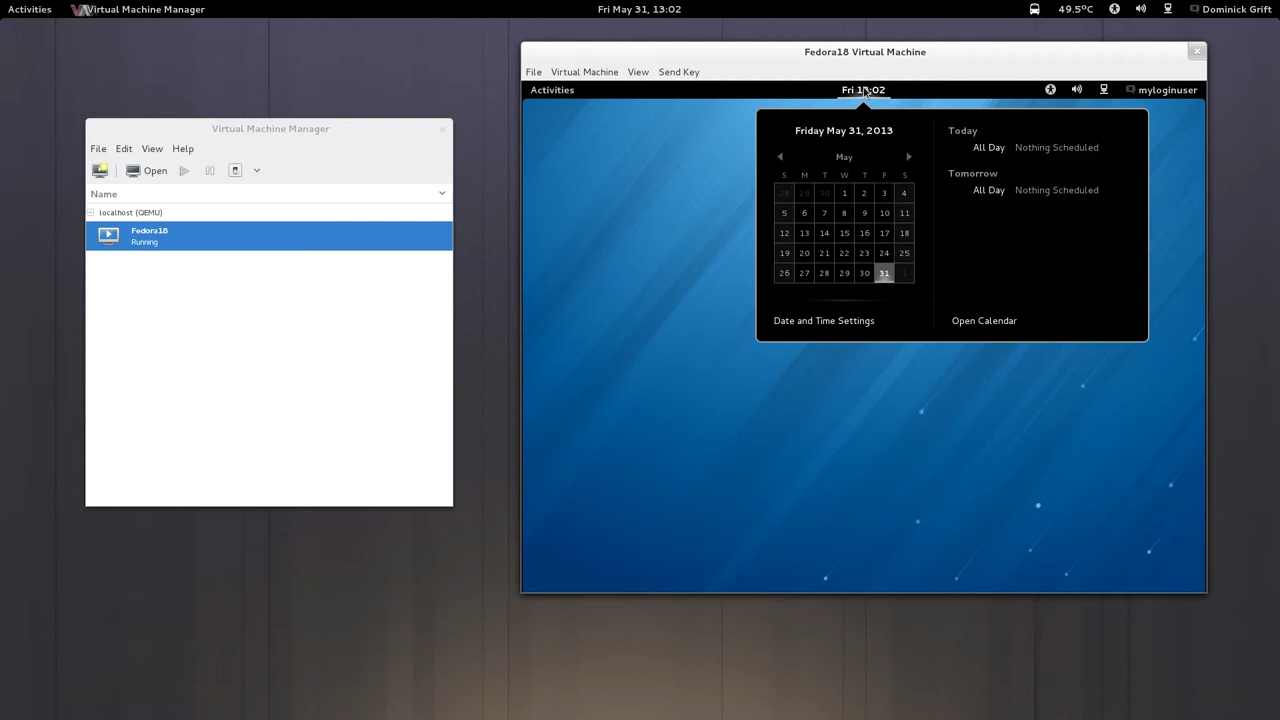 Activities Virtual Machine Manager Fri May 31, 13:02 49.5°C Dominick Grift
Virtual Machine Manager
File Edit View Help
Open
Name
localhost (QEMU)
Fedora18
Running
Fedora18 Virtual Machine
File Virtual Machine View Send Key
Activities Fri 13:02 myloginuser
Friday May 31, 2013
May
S M T W T F S
28 29 30 1 2 3 4
5 6 7 8 9 10 11
12 13 14 15 16 17 18
19 20 21 22 23 24 25
26 27 28 29 30 31 1
Date and Time Settings
Today
All Day Nothing Scheduled
Tomorrow
All Day Nothing Scheduled
Open Calendar